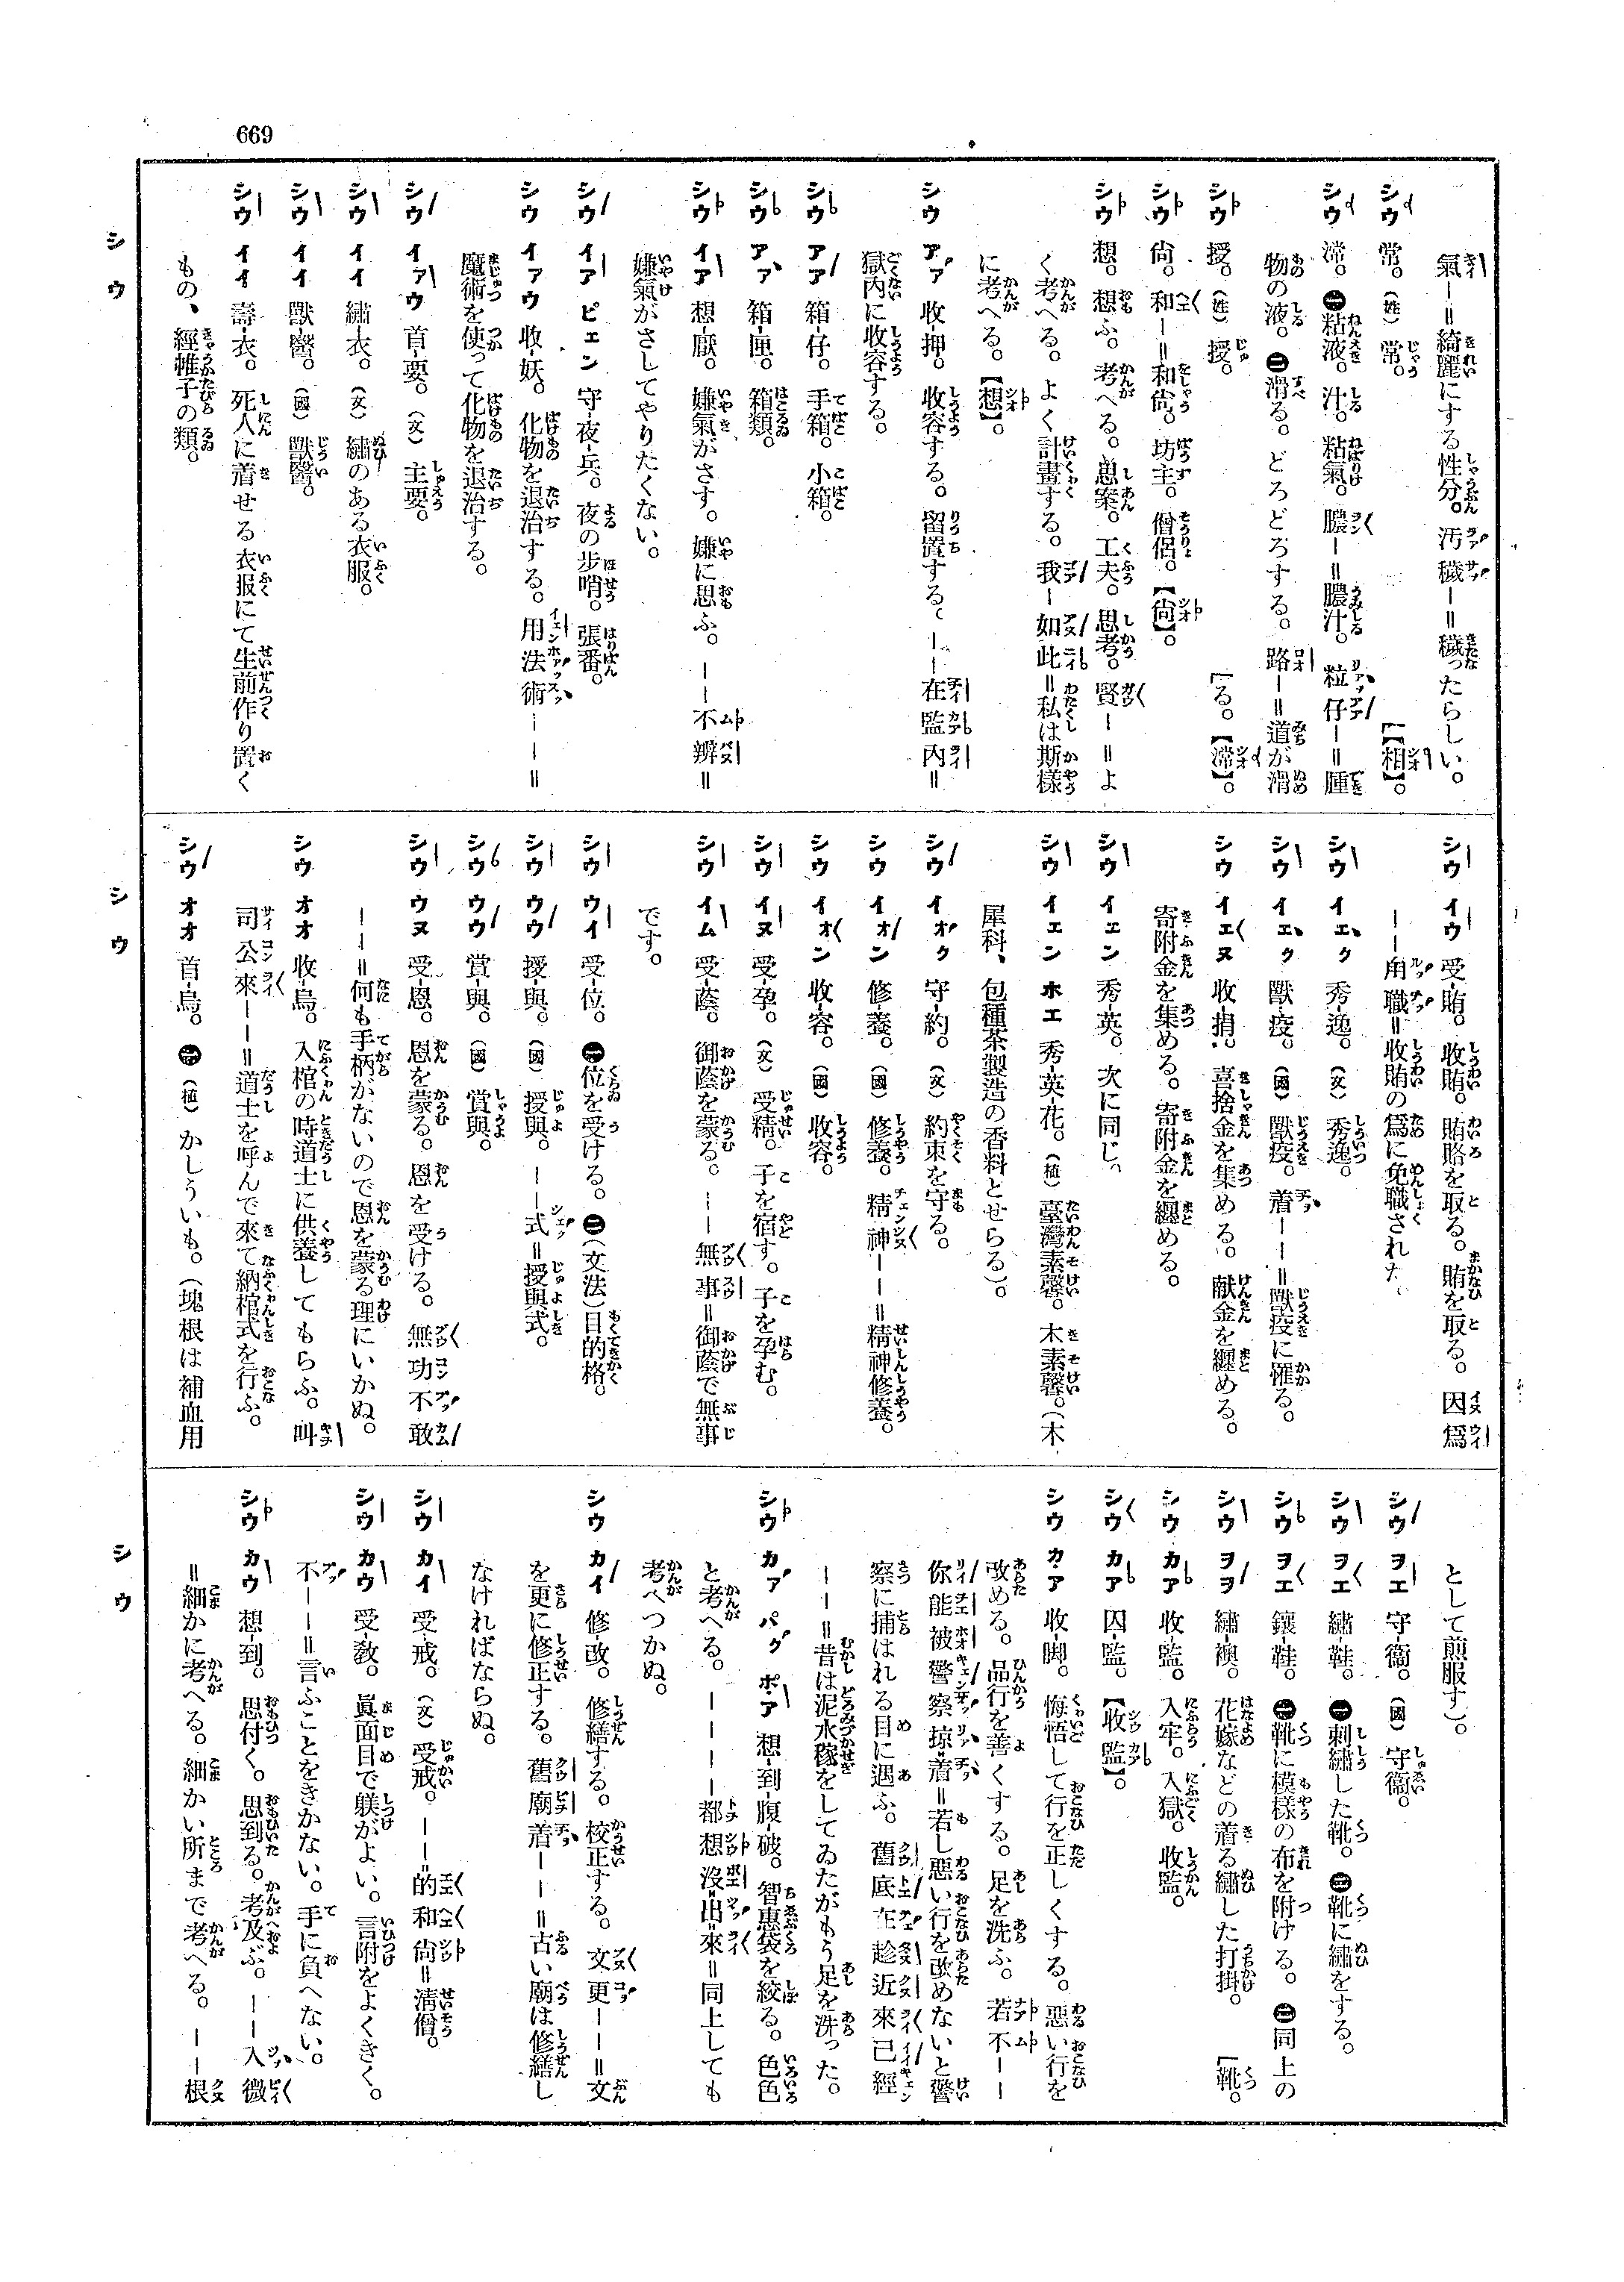 669
氣ー＝綺麗にする性分。汚穢ー＝穢ったらしい。
シウ 常。（姓）常。【相】。
シウ 滯。㊀粘液。汁。粘氣。膿ー＝膿汁。粒仔ー＝腫
物の液。㊁滑る。どろどろする。路ー＝道が滑
[る。【滯】。
シウ 授。（姓）授。
シウ 尙。和ー＝和尙。坊主。僧侶。【尙】。
シウ 想。想ふ。考へる。思案。工夫。思考。賢ー＝よ
く考へる。よく計畫する。我ー如此＝私は斯樣
に考へる。【想】。
シウ アァ 收-押。收容する。留置する。ーー在監內＝
獄內に收容する。
シウ アア 箱-仔。手箱。小箱。
シウ アァ 箱-匣。箱類。
シウ イア 想-厭。嫌氣がさす。嫌に思ふ。ーー不辨＝
嫌氣がさしてやりたくない。
シウ イア ピェン 守-夜-兵。夜の步哨。張番。
シウ イァウ 收-妖。化物を退治する。用法術ーー＝
魔術を使って化物を退治する。
シウ イァウ 首-要。（文）主要。
シウ イイ 繡-衣。（文）繡のある衣服。
シウ イイ 獸-醫。（國）獸醫。
シウ イイ 壽-衣。死人に着せる衣服にて生前作り置く
もの、經帷子の類。
シウ イウ 受-賄。收賄。賄賂を取る。賄を取る。因爲
ーー角職＝收賄の爲に免職された。
シウ イェク 秀-逸。（文）秀逸。
シウ イェク 獸-疫。（國）獸疫。着ーー＝獸疫に罹る。
シウ イェヌ 收-捐。喜捨金を集める。献金を纏める。
寄附金を集める。寄附金を纏める。
シウ イェン 秀-英。次に同じ。
シウ イェン ホエ 秀-英-花。（植）臺灣素馨。木素馨。（木
犀科、包種茶製造の香料とせらる）。
シウ イォク 守-約。（文）約束を守る。
シウ イォン 修-養。（國）修養。精神ーー＝精神修養。
シウ イォン 收-容。（國）收容。
シウ イヌ 受-孕。（文）受精。子を宿す。子を孕む。
シウ イム 受-蔭。御蔭を蒙る。ーー無事＝御蔭で無事
です。
シウ ウイ 受-位。㊀位を受ける。㊁（文法）目的格。
シウ ウウ 授-與。（國）授與。ーー式＝授與式。
シウ ウウ 賞-與。（國）賞與。
シウ ウヌ 受-恩。恩を蒙る。恩を受ける。無功不敢
ーー＝何も手柄がないので恩を蒙る理にいかぬ。
シウ オオ 收-烏。入棺の時道士に供養してもらふ。叫
司公來ーー＝道士を呼んで來て納棺式を行ふ。
シウ オオ 首-烏。㊀（植）かしういも。（塊根は補血用
として煎服す）。
シウ ヲエ 守-衞。（國）守衞。
シウ ヲエ 繡-鞋。㊀刺繡した靴。㊁靴に繡をする。
シウ ヲエ 鑲-鞋。㊀靴に模樣の布を附ける。㊁同上の
[靴。
シウ ヲヲ 繡-襖。花嫁などの着る繡した打掛。
シウ カア 收-監。入牢。入獄。收監。
シウ カア 囚-監。【收監】。
シウ カア 收-脚。悔悟して行を正しくする。惡い行を
改める。品行を善くする。足を洗ふ。若不ーー
你能被警察掠着＝若し惡い行を改めないと警
察に捕はれる目に遇ふ。舊底在趁近來已經
ーー＝昔は泥水稼をしてゐたがもう足を洗った。
シウ カァ パク ポア 想-到-腹-破。智惠袋を絞る。色色
と考へる。ーーーー都想沒出來＝同上しても
考へつかぬ。
シウ カイ 修-改。修繕する。校正する。文更ーー＝文
を更に修正する。舊廟着ーー＝古い廟は修繕し
なければならぬ。
シウ カイ 受-戒。（文）受戒。ーー的和尙＝淸僧。
シウ カウ 受-敎。眞面目で躾がよい。言附をよくきく。
不ーー＝言ふことをきかない。手に負へない。
シウ カウ 想-到。思付く。思到る。考及ぶ。ーー入微
＝細かに考へる。細かい所まで考へる。ーー根
シウ
シウ
シウ